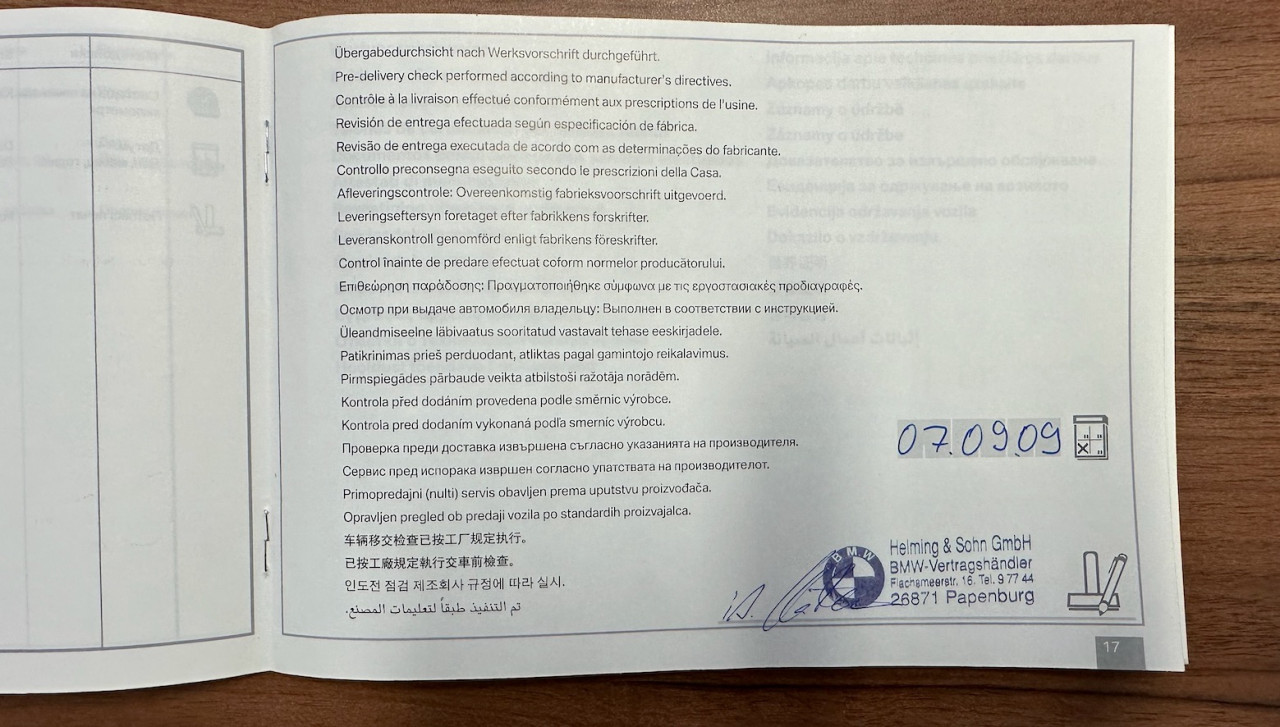 Übergabedurchsicht nach Werksvorschrift durchgeführt.
Pre-delivery check performed according to manufacturer's directives.
Contrôle à la livraison effectué conformément aux prescriptions de l'usine.
Revisión de entrega efectuada según especificación de fábrica.
Revisão de entrega executada de acordo com as determinações do fabricante.
Controllo preconsegna eseguito secondo le prescrizioni della Casa.
Afleveringscontrole: Overeenkomstig fabrieksvoorschrift uitgevoerd.
Leveringseftersyn foretaget efter fabrikkens forskrifter.
Leveranskontroll genomförd enligt fabrikens föreskrifter.
Control înainte de predare efectuat coform normelor producătorului.
Επιθεώρηση παράδοσης: Πραγματοποιήθηκε σύμφωνα με τις εργοστασιακές προδιαγραφές.
Осмотр при выдаче автомобиля владельцу: Выполнен в соответствии с инструкцией.
Üleandmiseelne läbivaatus sooritatud vastavalt tehase eeskirjadele.
Patikrinimas prieš perduodant, atliktas pagal gamintojo reikalavimus.
Pirmspiegādes pārbaude veikta atbilstoši ražotāja norādēm.
Kontrola před dodáním provedena podle směrnic výrobce.
Kontrola pred dodaním vykonaná podľa smerníc výrobcu.
Проверка преди доставка извършена съгласно указанията на производителя.
Сервис пред испорака извршен согласно упатствата на производителот.
Primopredajni (nulti) servis obavljen prema uputstvu proizvođača.
Opravljen pregled ob predaji vozila po standardih proizvajalca.
车辆移交检查已按工厂规定执行。
已按工廠規定執行交車前檢查。
인도전 점검 제조회사 규정에 따라 실시.
تم التنفيذ طبقاً لتعليمات المصنع.
07.09.09
BMW
Helming & Sohn GmbH
BMW-Vertragshändler
Flachsmeerstr. 16. Tel. 9 77 44
26871 Papenburg
i.A.
17